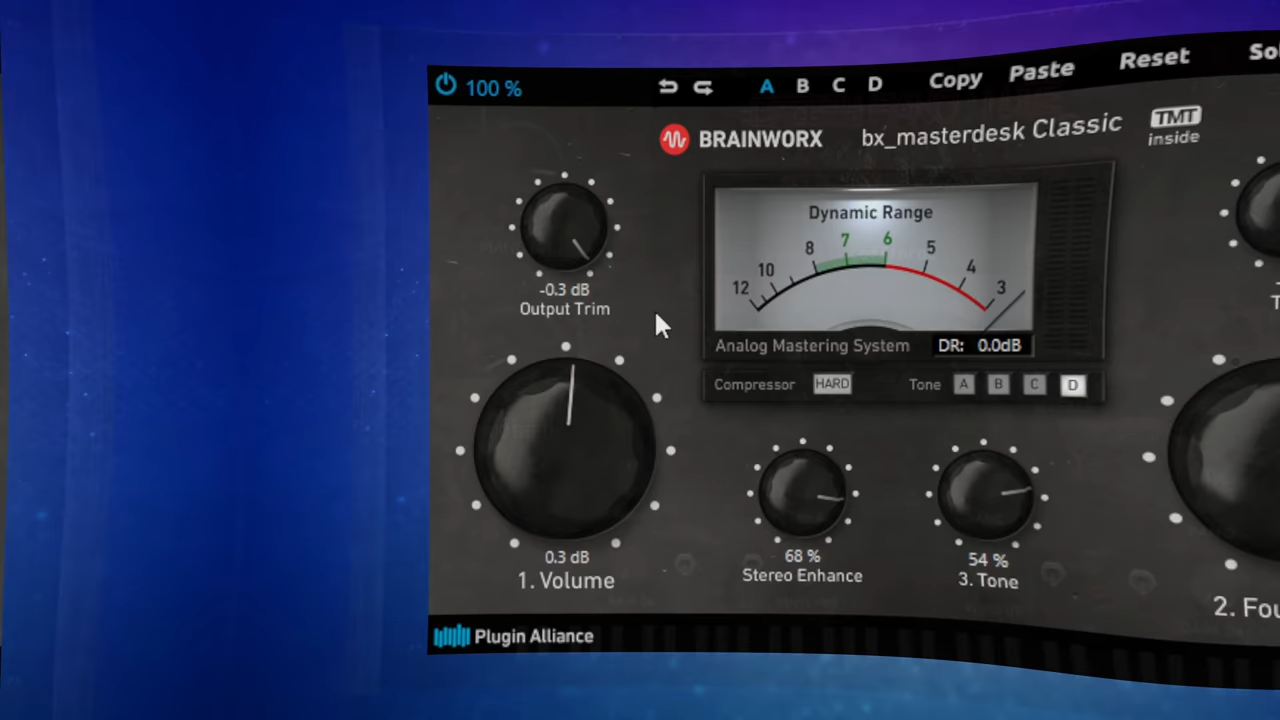 100 %
A B C D Copy Paste Reset
BRAINWORX bx_masterdesk Classic TMT inside
Dynamic Range
12 10 8 7 6 5 4 3
Analog Mastering System DR: 0.0dB
Compressor HARD Tone A B C D
-0.3 dB
Output Trim
0.3 dB
1. Volume
68 %
Stereo Enhance
54 %
3. Tone
2. Fou
Plugin Alliance